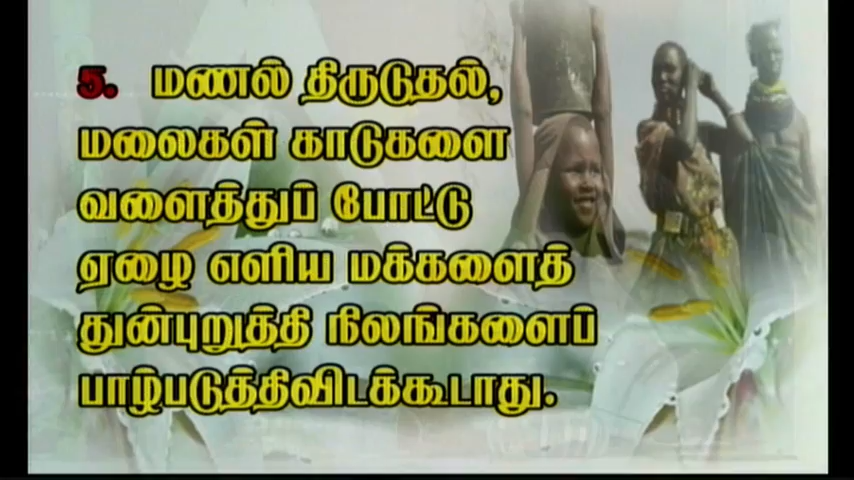 5. மணல் திருடுதல்,
மலைகள் காடுகளை
வளைத்துப் போட்டு
ஏழை எளிய மக்களைத்
துன்புறுத்தி நிலங்களைப்
பாழ்படுத்திவிடக்கூடாது.